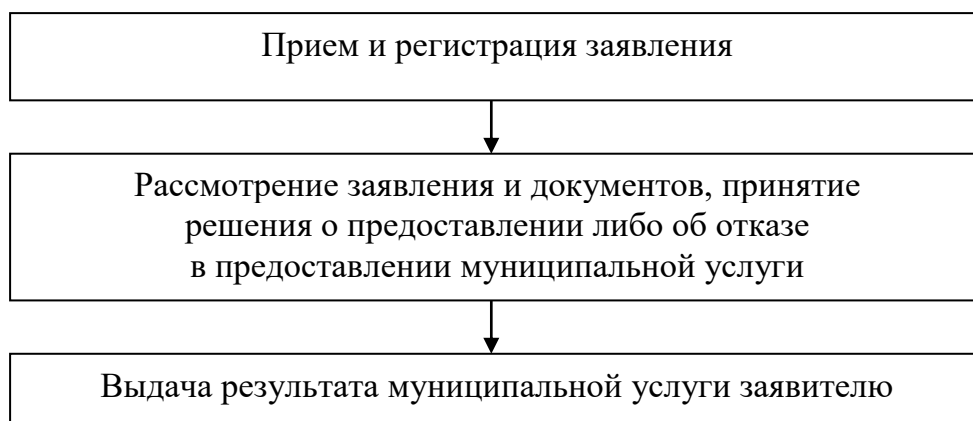 Прием и регистрация заявления
Рассмотрение заявления и документов, принятие
решения о предоставлении либо об отказе
в предоставлении муниципальной услуги
Выдача результата муниципальной услуги заявителю